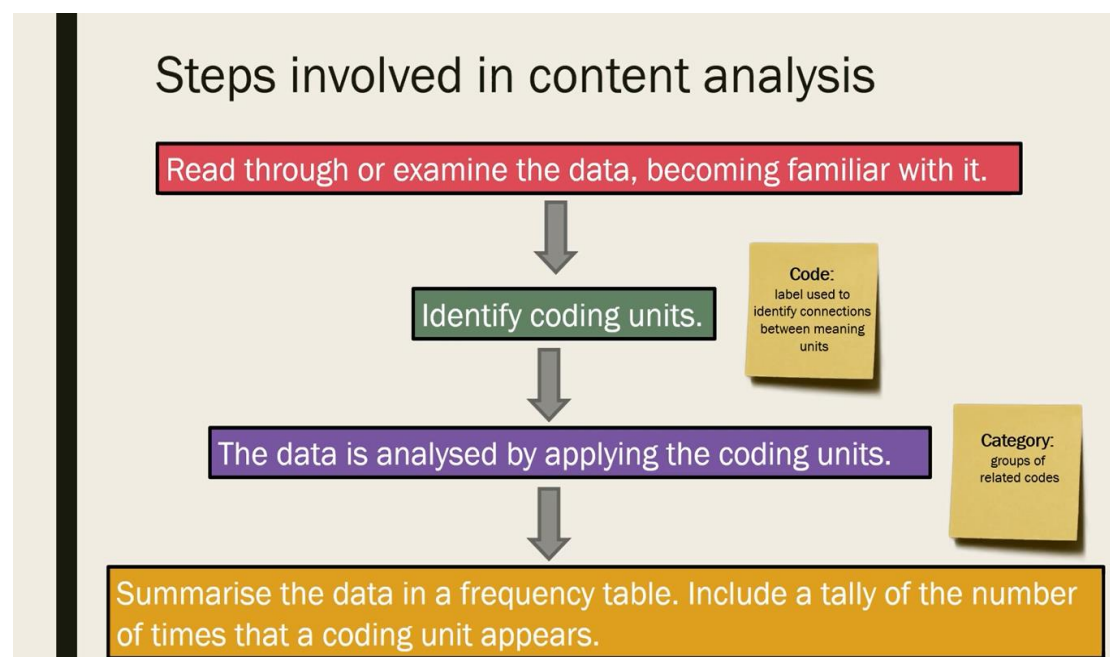 Steps involved in content analysis
Read through or examine the data, becoming familiar with it.
Identify coding units.
Code:
label used to
identify connections
between meaning
units
The data is analysed by applying the coding units.
Category:
groups of
related codes
Summarise the data in a frequency table. Include a tally of the number
of times that a coding unit appears.